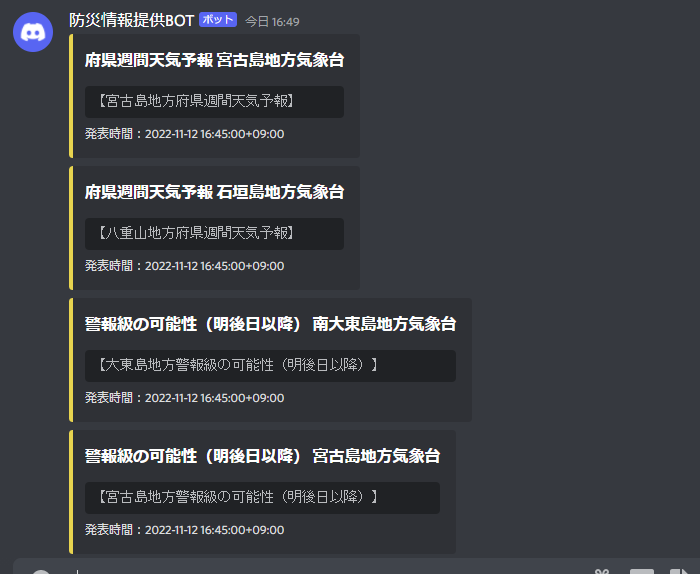 防災情報提供BOT ボット 今日 16:49
府県週間天気予報 宮古島地方気象台
【宮古島地方府県週間天気予報】
発表時間：2022-11-12 16:45:00+09:00
府県週間天気予報 石垣島地方気象台
【八重山地方府県週間天気予報】
発表時間：2022-11-12 16:45:00+09:00
警報級の可能性（明後日以降） 南大東島地方気象台
【大東島地方警報級の可能性（明後日以降）】
発表時間：2022-11-12 16:45:00+09:00
警報級の可能性（明後日以降） 宮古島地方気象台
【宮古島地方警報級の可能性（明後日以降）】
発表時間：2022-11-12 16:45:00+09:00